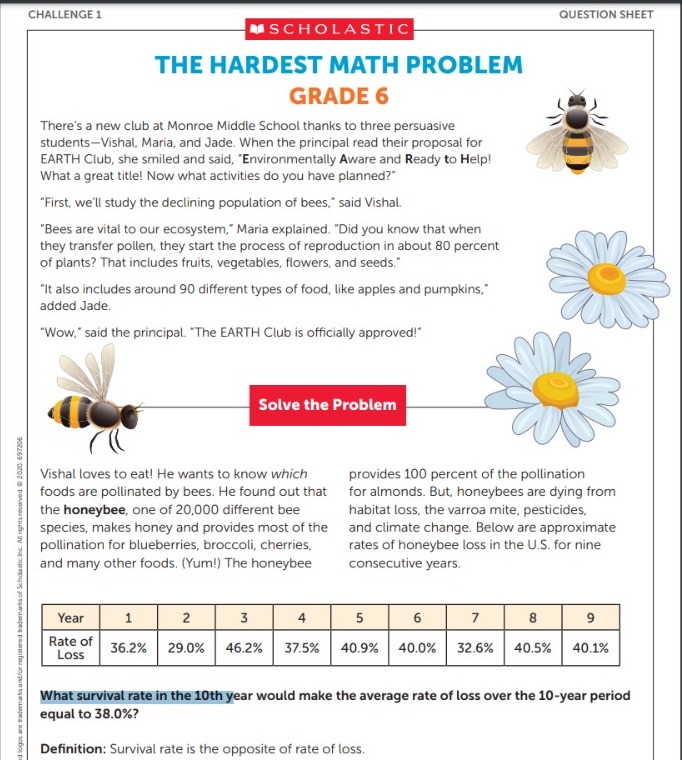 CHALLENGE 1
QUESTION SHEET
SCHOLASTIC
THE HARDEST MATH PROBLEM
GRADE 6
There's a new club at Monroe Middle School thanks to three persuasive
students—Vishal, Maria, and Jade. When the principal read their proposal for
EARTH Club, she smiled and said, "Environmentally Aware and Ready to Help!
What a great title! Now what activities do you have planned?"
"First, we'll study the declining population of bees," said Vishal.
"Bees are vital to our ecosystem," Maria explained. "Did you know that when
they transfer pollen, they start the process of reproduction in about 80 percent
of plants? That includes fruits, vegetables, flowers, and seeds."
"It also includes around 90 different types of food, like apples and pumpkins,"
added Jade.
"Wow," said the principal. "The EARTH Club is officially approved!"
Solve the Problem
Vishal loves to eat! He wants to know which
foods are pollinated by bees. He found out that
the honeybee, one of 20,000 different bee
species, makes honey and provides most of the
pollination for blueberries, broccoli, cherries,
and many other foods. (Yum!) The honeybee
provides 100 percent of the pollination
for almonds. But, honeybees are dying from
habitat loss, the varroa mite, pesticides,
and climate change. Below are approximate
rates of honeybee loss in the U.S. for nine
consecutive years.
Year 1 2 3 4 5 6 7 8 9
Rate of Loss 36.2% 29.0% 46.2% 37.5% 40.9% 40.0% 32.6% 40.5% 40.1%
What survival rate in the 10th year would make the average rate of loss over the 10-year period
equal to 38.0%?
Definition: Survival rate is the opposite of rate of loss.
d logos are trademarks and/or registered trademarks of Scholastic Inc. All rights reserved. © 2020 697206